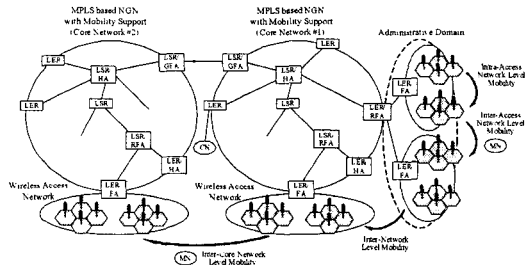 MPLS based NGN
with Mobility Support
(Core Network #2)
MPLS based NGN
with Mobility Support
(Core Network #1)
Administrative Domain
LER
LSR/
HA
LSR/
GFA
LSR/
GFA
LSR/
HA
LER
LER
LSR
LER
LSR
LER/
RFA
LER/
FA
Intra-Access
Network Level
Mobility
Inter-Access
Network Level
Mobility
MN
CN
LSR/
RFA
LER/
HA
LSR/
RFA
LER/
HA
LER/
FA
Wireless Access
Network
LER/
FA
Wireless Access
Network
LER/
FA
Inter-Network
Level Mobility
MN
Inter-Core Network
Level Mobility